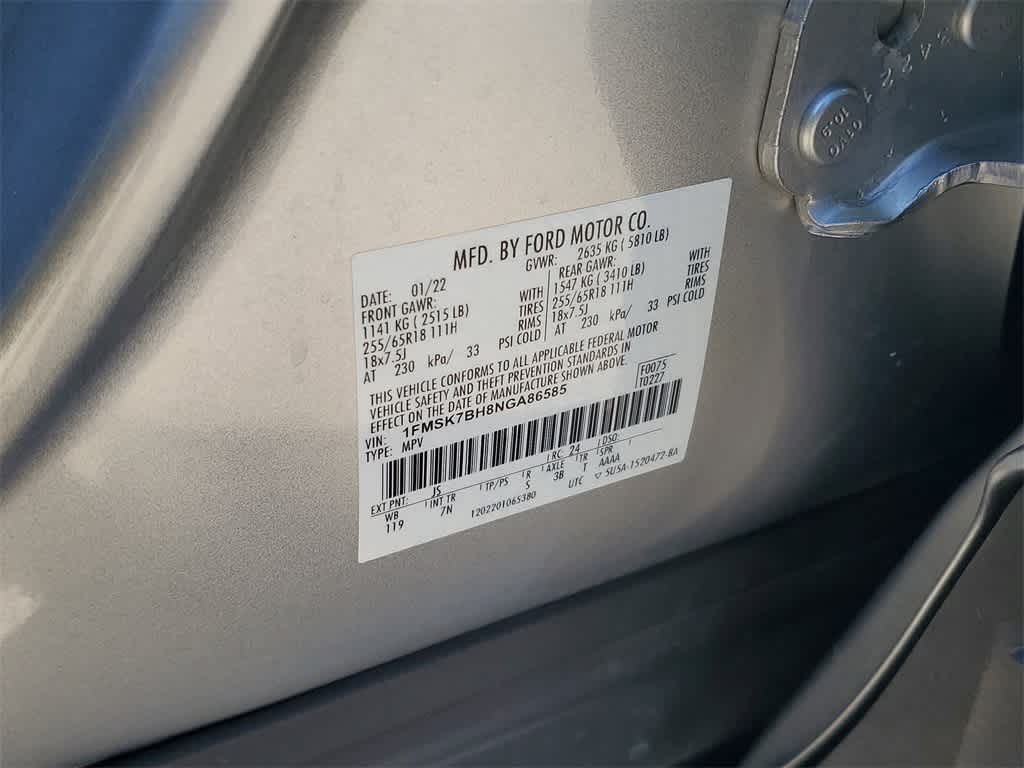 MFD. BY FORD MOTOR CO.
DATE: 01/22 GVWR: 2635 KG ( 5810 LB)
FRONT GAWR: REAR GAWR:
1141 KG ( 2515 LB) WITH 1547 KG ( 3410 LB) WITH
255/65R18 111H TIRES 255/65R18 111H TIRES
18x7.5J RIMS 18x7.5J RIMS
AT 230 kPa/ 33 PSI COLD AT 230 kPa/ 33 PSI COLD
THIS VEHICLE CONFORMS TO ALL APPLICABLE FEDERAL MOTOR
VEHICLE SAFETY AND THEFT PREVENTION STANDARDS IN
EFFECT ON THE DATE OF MANUFACTURE SHOWN ABOVE.
F0075
VIN: 1FMSK7BH8NGA86585 T0227
TYPE: MPV
EXT PNT: JS RC: 24 DSO:
WB INT TR TP/PS R AXLE TR SPR
119 7N S 3B T AAAA
1202201065380 UTC ▽ 5U5A-1520472-BA
10.9